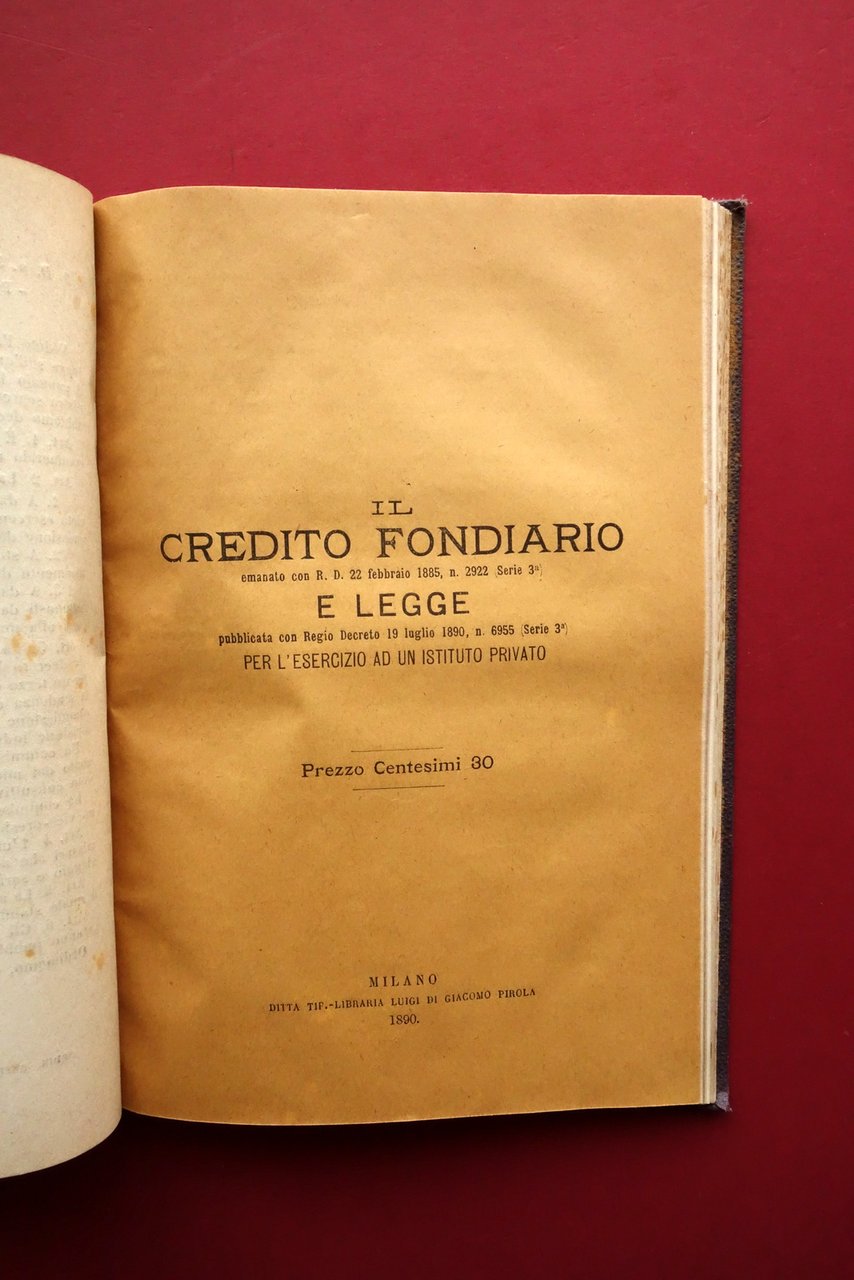 IL
CREDITO FONDIARIO
emanato con R. D. 22 febbraio 1885, n. 2922 (Serie 3ª)
E LEGGE
pubblicata con Regio Decreto 19 luglio 1890, n. 6955 (Serie 3ª)
PER L'ESERCIZIO AD UN ISTITUTO PRIVATO
Prezzo Centesimi 30
MILANO
DITTA TIP.-LIBRARIA LUIGI DI GIACOMO PIROLA
1890.